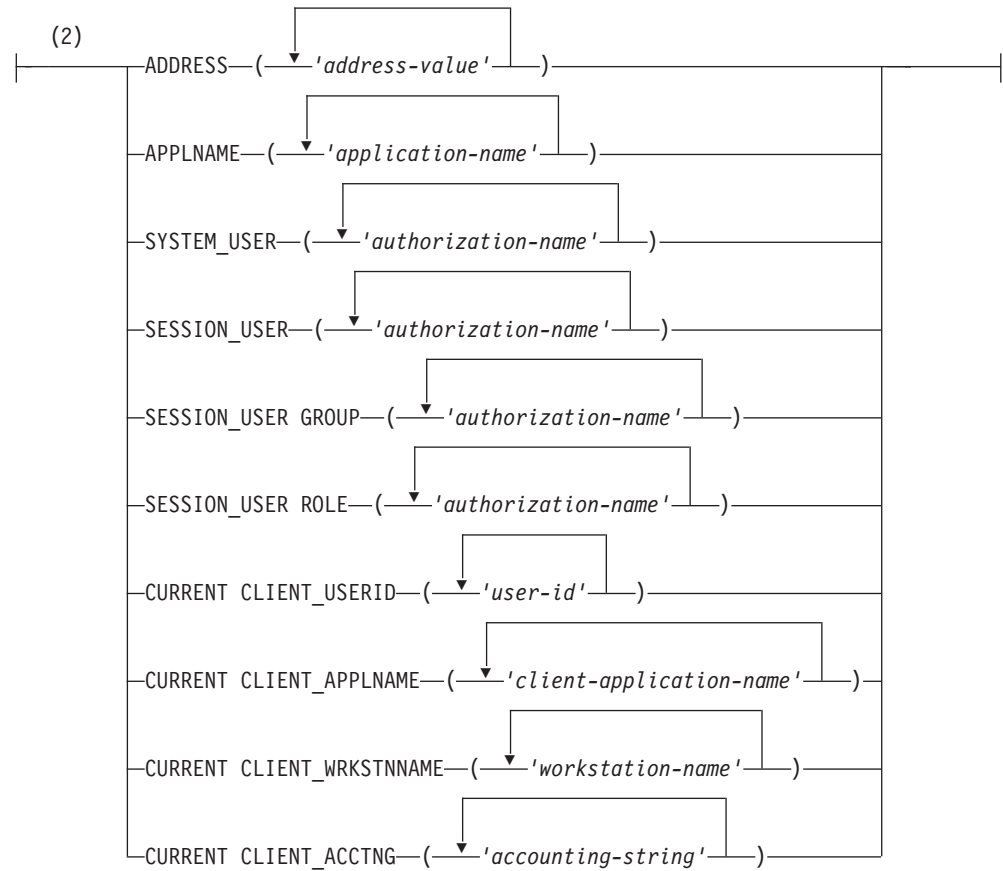 (2)
ADDRESS ( 'address-value' )
APPLNAME ( 'application-name' )
SYSTEM_USER ( 'authorization-name' )
SESSION_USER ( 'authorization-name' )
SESSION_USER GROUP ( 'authorization-name' )
SESSION_USER ROLE ( 'authorization-name' )
CURRENT CLIENT_USERID ( 'user-id' )
CURRENT CLIENT_APPLNAME ( 'client-application-name' )
CURRENT CLIENT_WRKSTNNAME ( 'workstation-name' )
CURRENT CLIENT_ACCTNG ( 'accounting-string' )